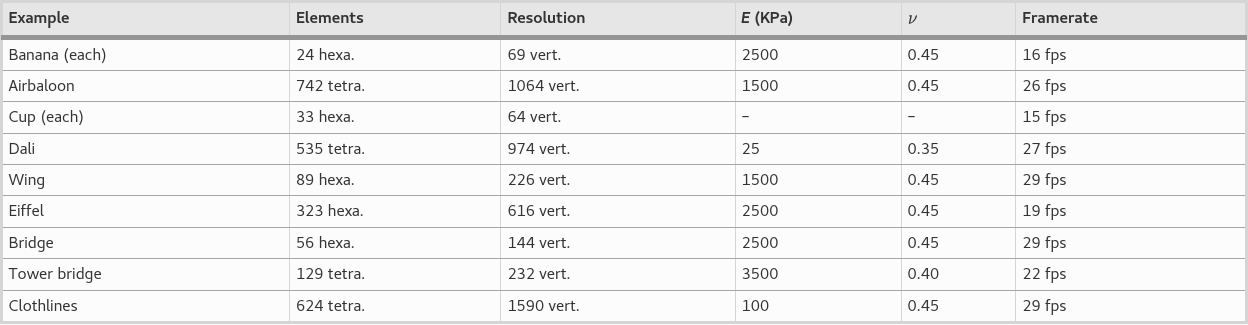 Example Elements Resolution E (KPa) ν Framerate
Banana (each) 24 hexa. 69 vert. 2500 0.45 16 fps
Airbaloon 742 tetra. 1064 vert. 1500 0.45 26 fps
Cup (each) 33 hexa. 64 vert. – – 15 fps
Dali 535 tetra. 974 vert. 25 0.35 27 fps
Wing 89 hexa. 226 vert. 1500 0.45 29 fps
Eiffel 323 hexa. 616 vert. 2500 0.45 19 fps
Bridge 56 hexa. 144 vert. 2500 0.45 29 fps
Tower bridge 129 tetra. 232 vert. 3500 0.40 22 fps
Clothlines 624 tetra. 1590 vert. 100 0.45 29 fps